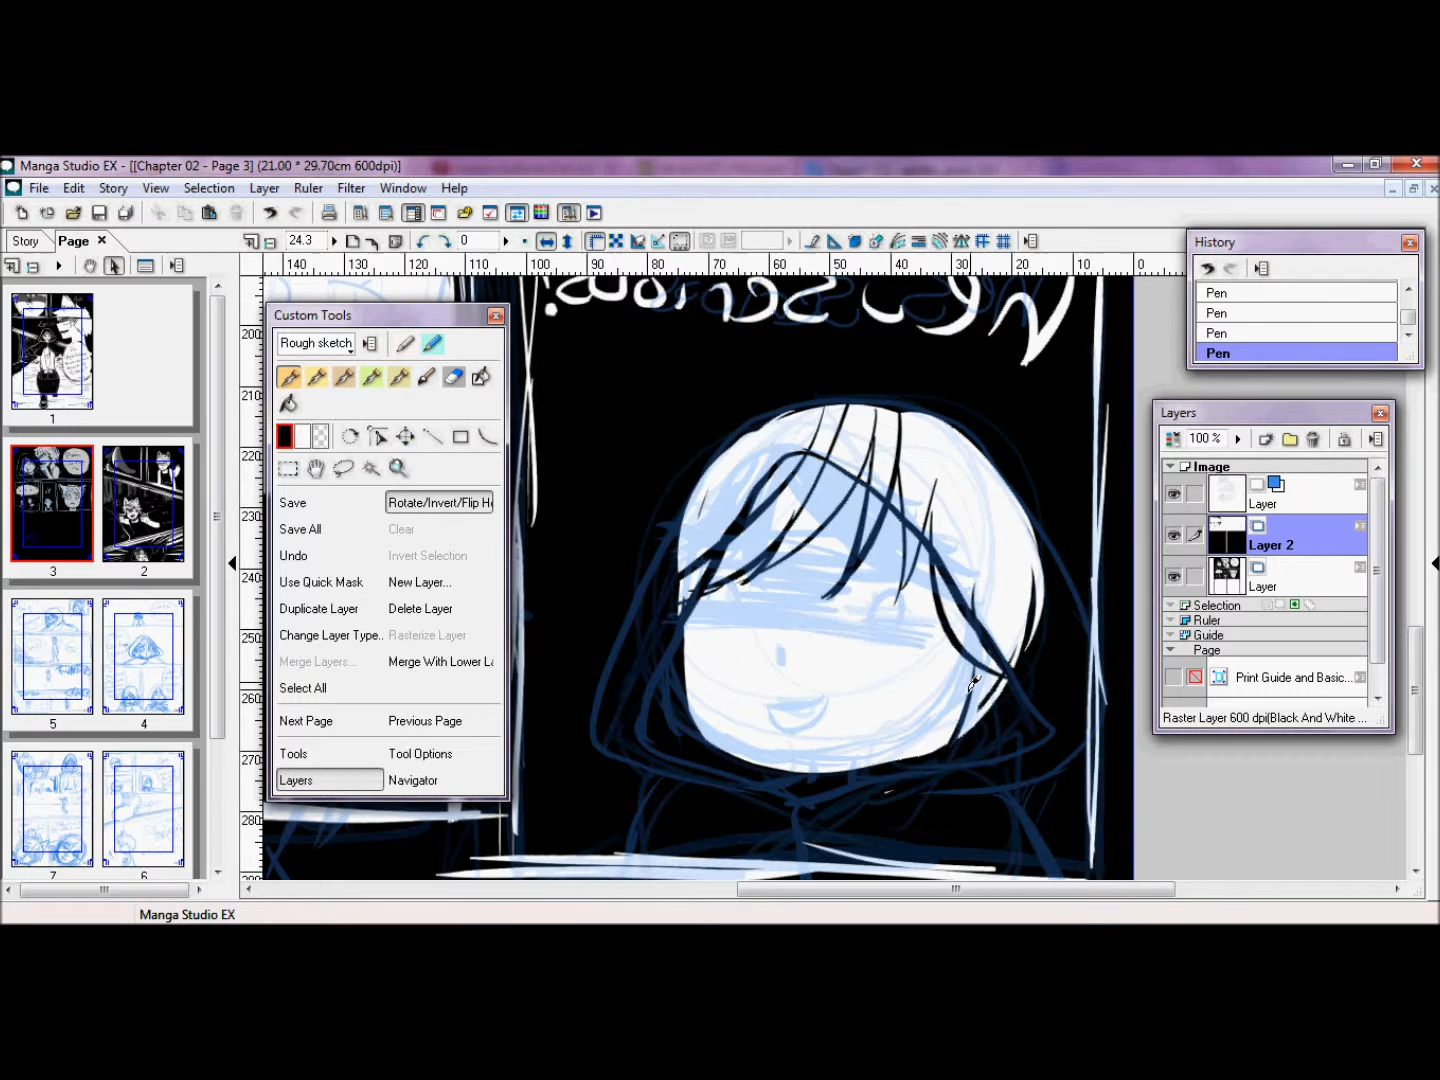 Manga Studio EX - [[Chapter 02 - Page 3] (21.00 * 29.70cm 600dpi)]
File Edit Story View Selection Layer Ruler Filter Window Help
Story Page 24.3 0
140 130 120 110 100 90 80 70 60 50 40 30 20 10 0
200
210
220
230
240
250
260
270
280
1
3 2
5 4
7 6
Custom Tools
Rough sketch
Save Rotate/Invert/Flip H
Save All Clear
Undo Invert Selection
Use Quick Mask New Layer...
Duplicate Layer Delete Layer
Change Layer Type.. Rasterize Layer
Merge Layers... Merge With Lower La
Select All
Next Page Previous Page
Tools Tool Options
Layers Navigator
History
Pen
Pen
Pen
Pen
Layers
100 %
Image
Layer
Layer 2
Layer
Selection
Ruler
Guide
Page
Print Guide and Basic...
Raster Layer 600 dpi(Black And White ...
Manga Studio EX